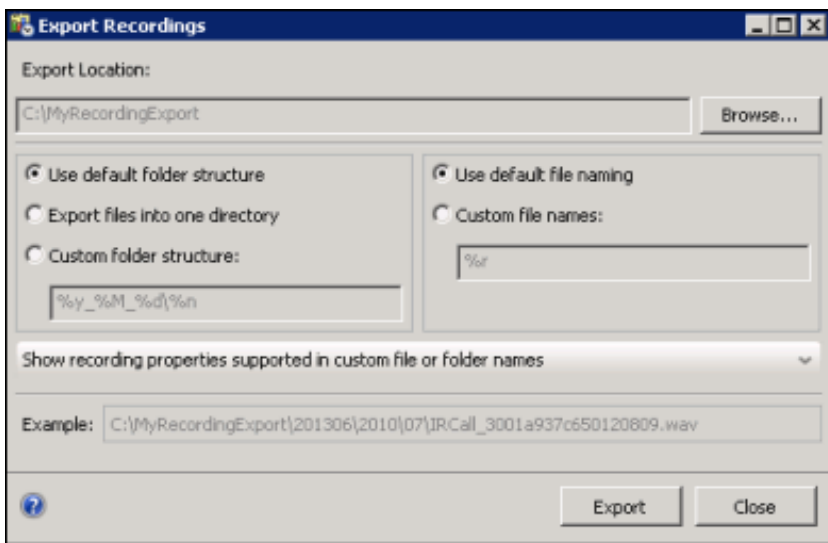 Export Recordings
Export Location:
C:\MyRecordingExport
Browse...
Use default folder structure
Export files into one directory
Custom folder structure:
%y_%M_%d\%n
Use default file naming
Custom file names:
%r
Show recording properties supported in custom file or folder names
Example: C:\MyRecordingExport\201306\2010\07\IRCall_3001a937c650120809.wav
Export
Close